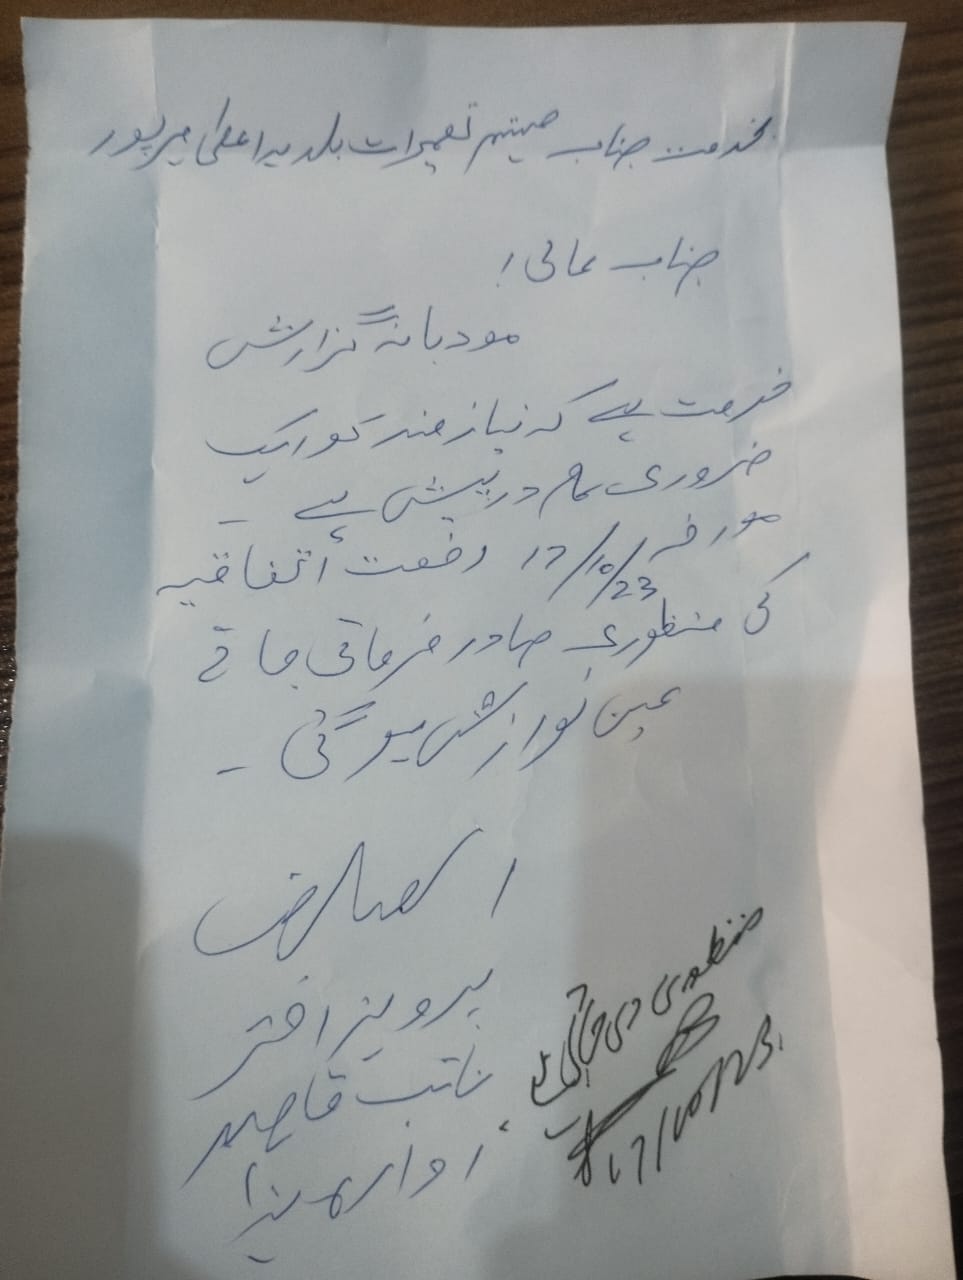 بخدمت جناب مہتمم تعمیرات بلدیہ اعلیٰ میرپور
جناب عالی!
مودبانہ گزارش
خدمت ہے کہ نیاز مند کو ایک
ضروری کام درپیش ہے ۔
مورخہ 17/10/23 رخصت اتفاقیہ
کی منظوری صادر فرمائی جائے
عین نوازش ہوگی ۔
العارض
پرویز اختر
نائب قاصد
ادارہ ہذا
منظوری دی جاتی ہے
17/10/23